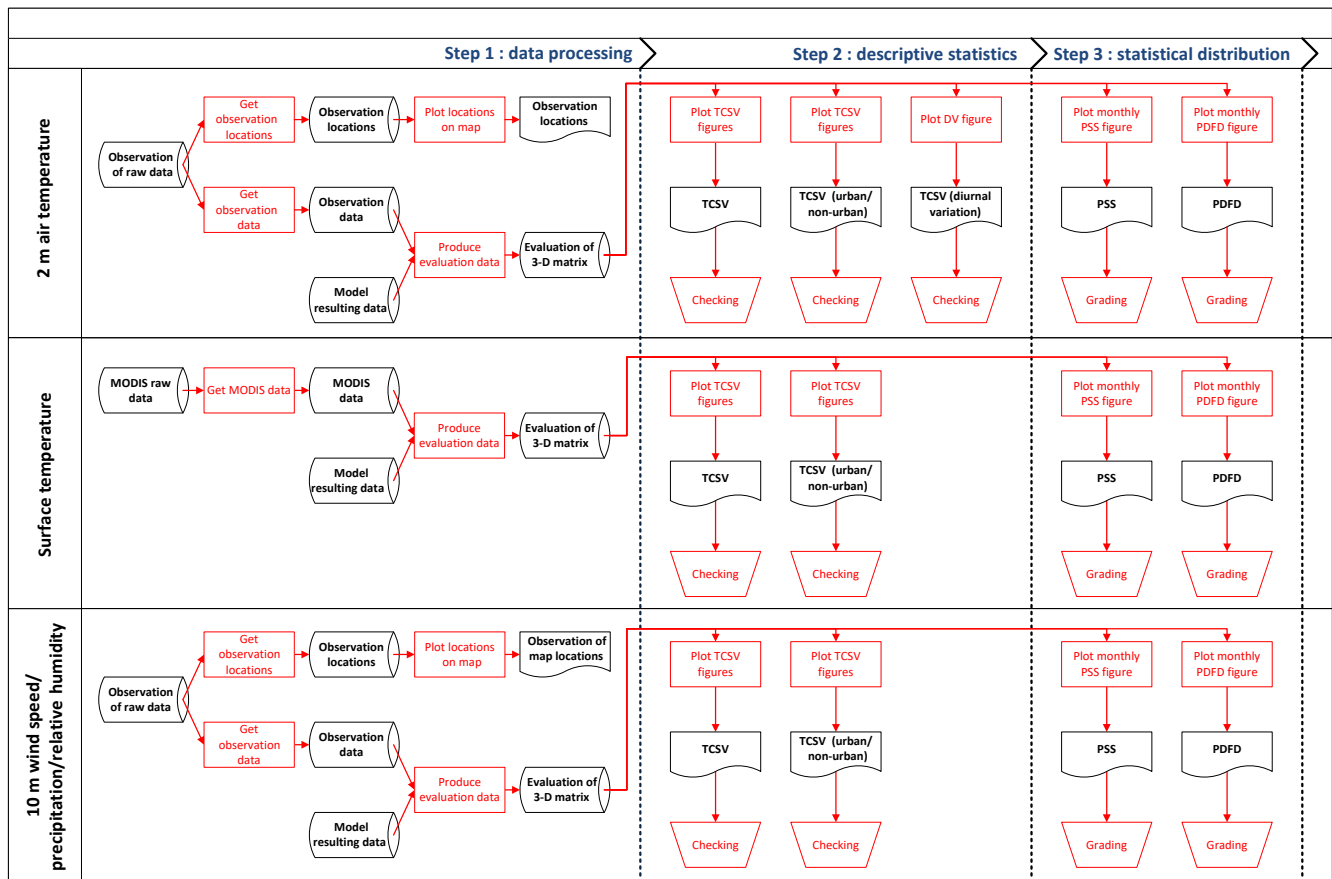 Step 1 : data processing
Step 2 : descriptive statistics
Step 3 : statistical distribution
2 m air temperature
Observation
of raw data
Get
observation
locations
Observation
locations
Plot locations
on map
Observation
locations
Get
observation
data
Observation
data
Model
resulting data
Produce
evaluation data
Evaluation of
3-D matrix
Plot TCSV
figures
Plot TCSV
figures
Plot DV figure
Plot monthly
PSS figure
Plot monthly
PDFD figure
TCSV
TCSV (urban/
non-urban)
TCSV (diurnal
variation)
PSS
PDFD
Checking
Checking
Checking
Grading
Grading
Surface temperature
MODIS raw
data
Get MODIS data
MODIS
data
Model
resulting data
Produce
evaluation data
Evaluation of
3-D matrix
Plot TCSV
figures
Plot TCSV
figures
Plot monthly
PSS figure
Plot monthly
PDFD figure
TCSV
TCSV (urban/
non-urban)
PSS
PDFD
Checking
Checking
Grading
Grading
10 m wind speed/
precipitation/relative humidity
Observation
of raw data
Get
observation
locations
Observation
locations
Plot locations
on map
Observation of
map locations
Get
observation
data
Observation
data
Model
resulting data
Produce
evaluation data
Evaluation of
3-D matrix
Plot TCSV
figures
Plot TCSV
figures
Plot monthly
PSS figure
Plot monthly
PDFD figure
TCSV
TCSV (urban/
non-urban)
PSS
PDFD
Checking
Checking
Grading
Grading